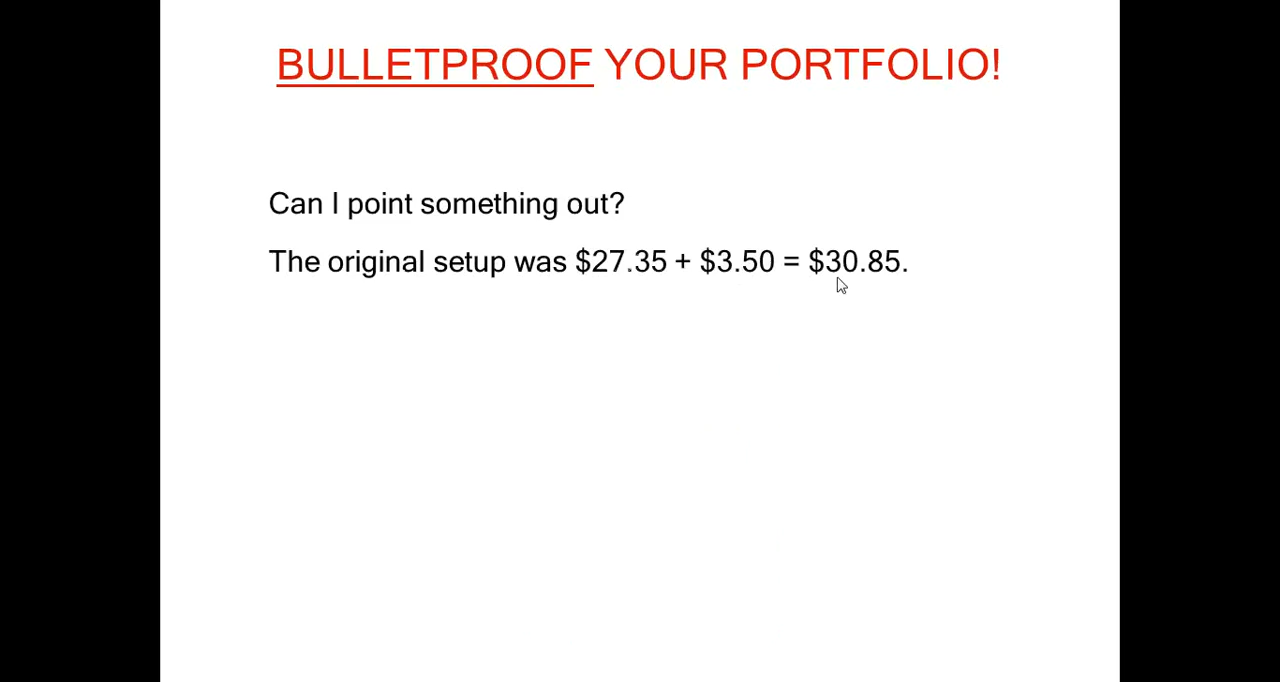 BULLETPROOF YOUR PORTFOLIO!
Can I point something out?
The original setup was $27.35 + $3.50 = $30.85.